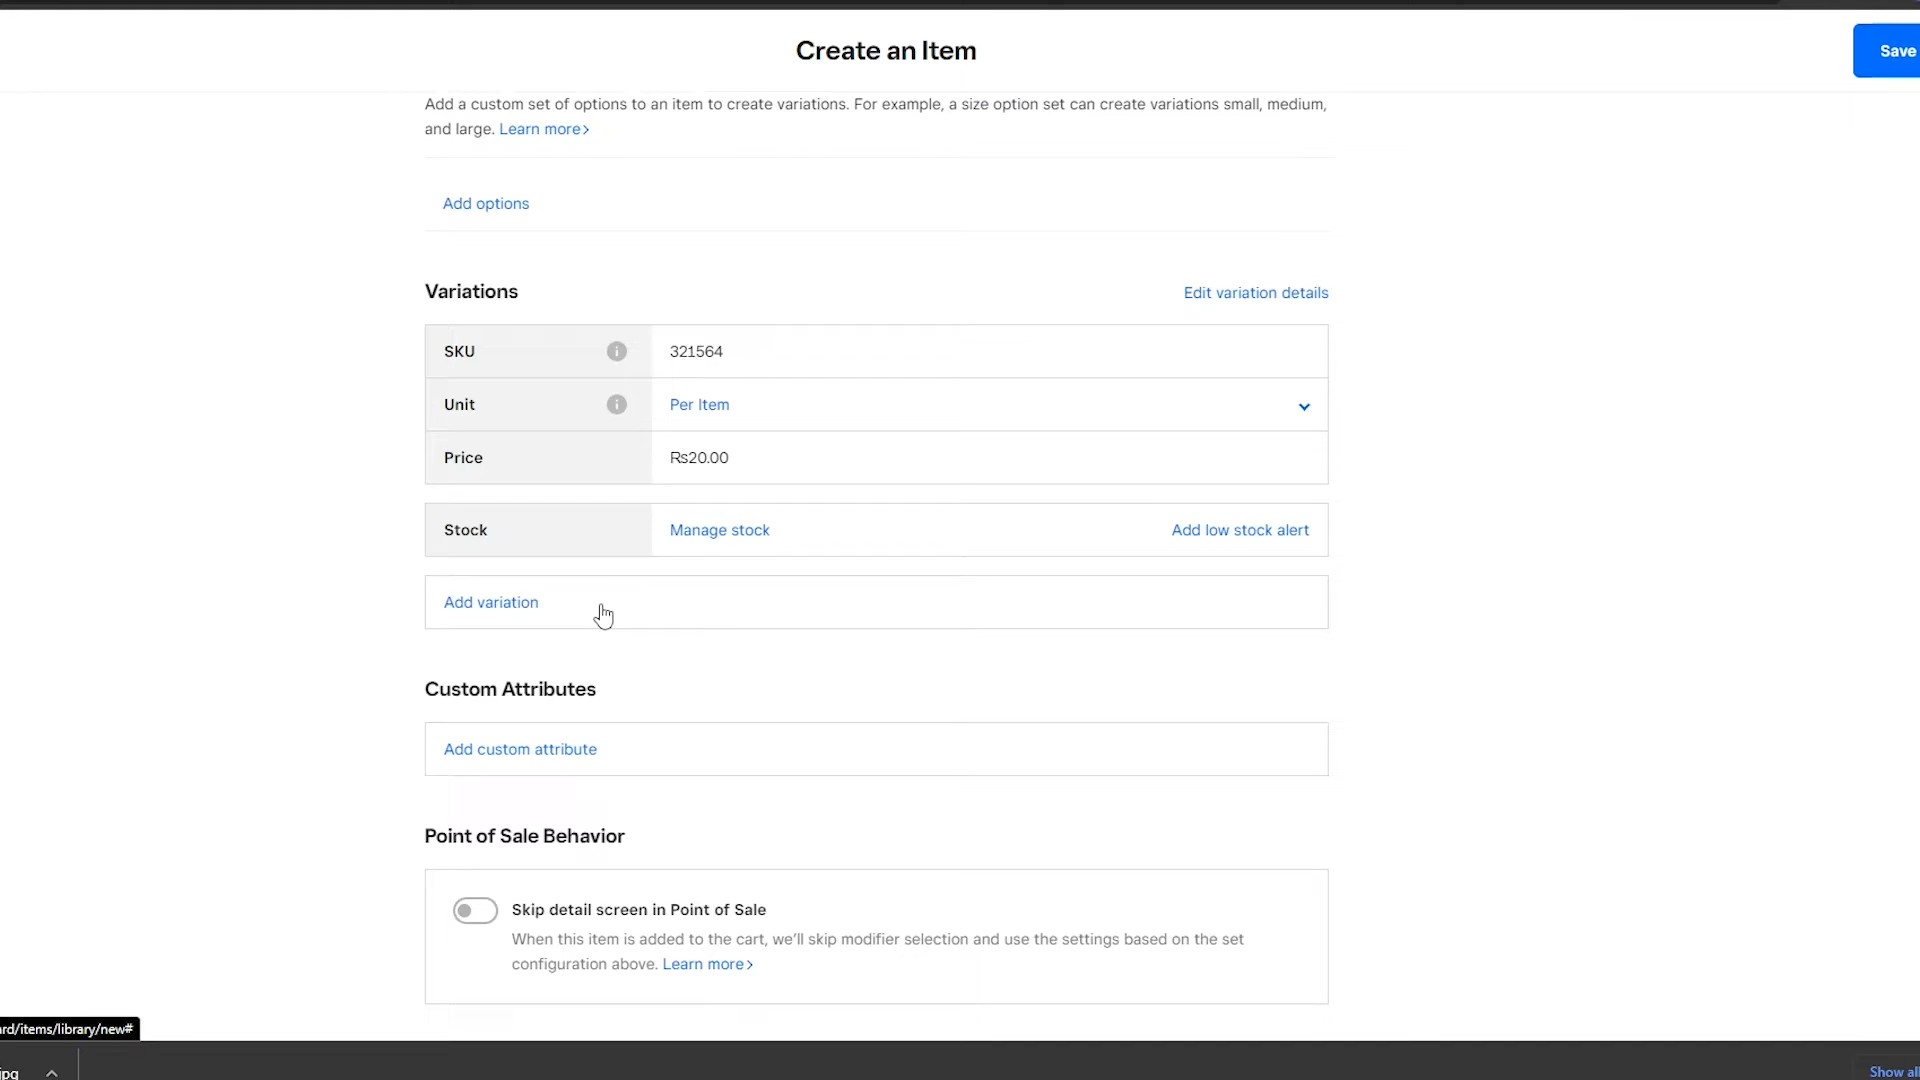 Create an Item
Save
Add a custom set of options to an item to create variations. For example, a size option set can create variations small, medium,
and large. Learn more
Add options
Variations
Edit variation details
SKU
321564
Unit
Per Item
Price
Rs20.00
Stock
Manage stock
Add low stock alert
Add variation
Custom Attributes
Add custom attribute
Point of Sale Behavior
Skip detail screen in Point of Sale
When this item is added to the cart, we'll skip modifier selection and use the settings based on the set
configuration above. Learn more
rd/items/library/new#
jpg
Show all